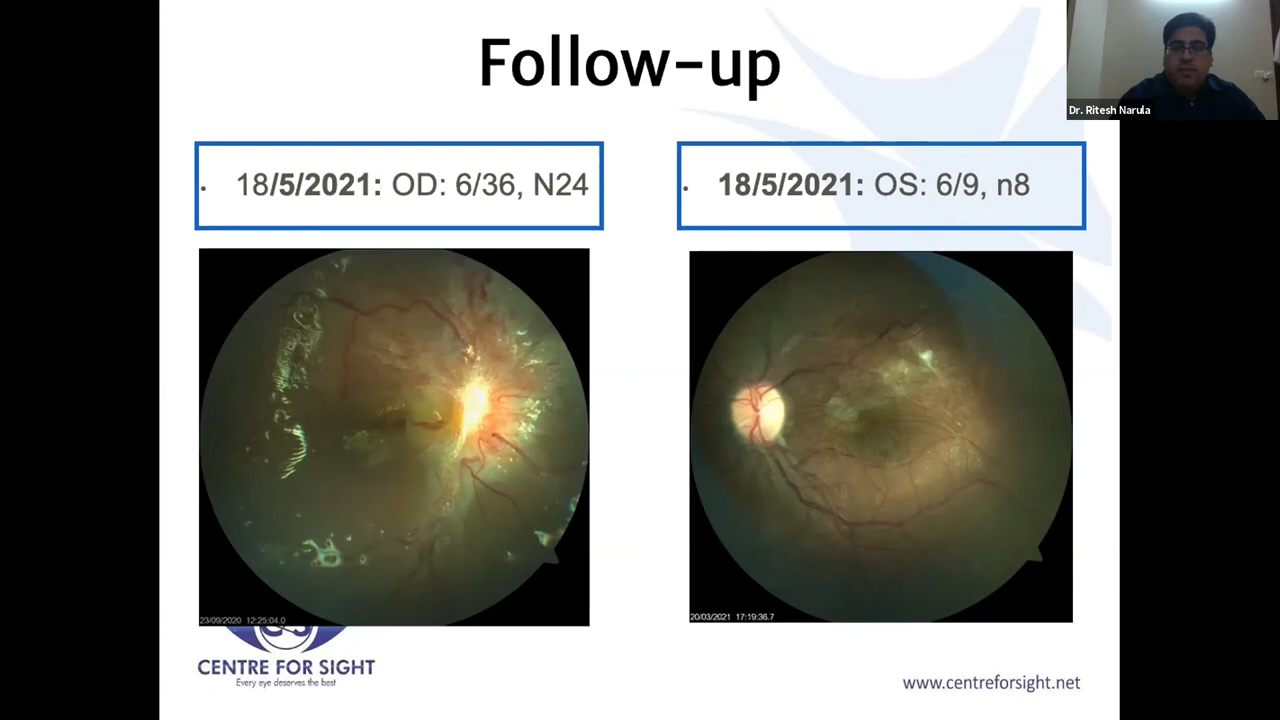 Follow-up
Dr. Ritesh Narula
• 18/5/2021: OD: 6/36, N24
• 18/5/2021: OS: 6/9, n8
23/09/2020 12:25:04.0
20/03/2021 17:19:36.7
CENTRE FOR SIGHT
Every eye deserves the best
www.centreforsight.net